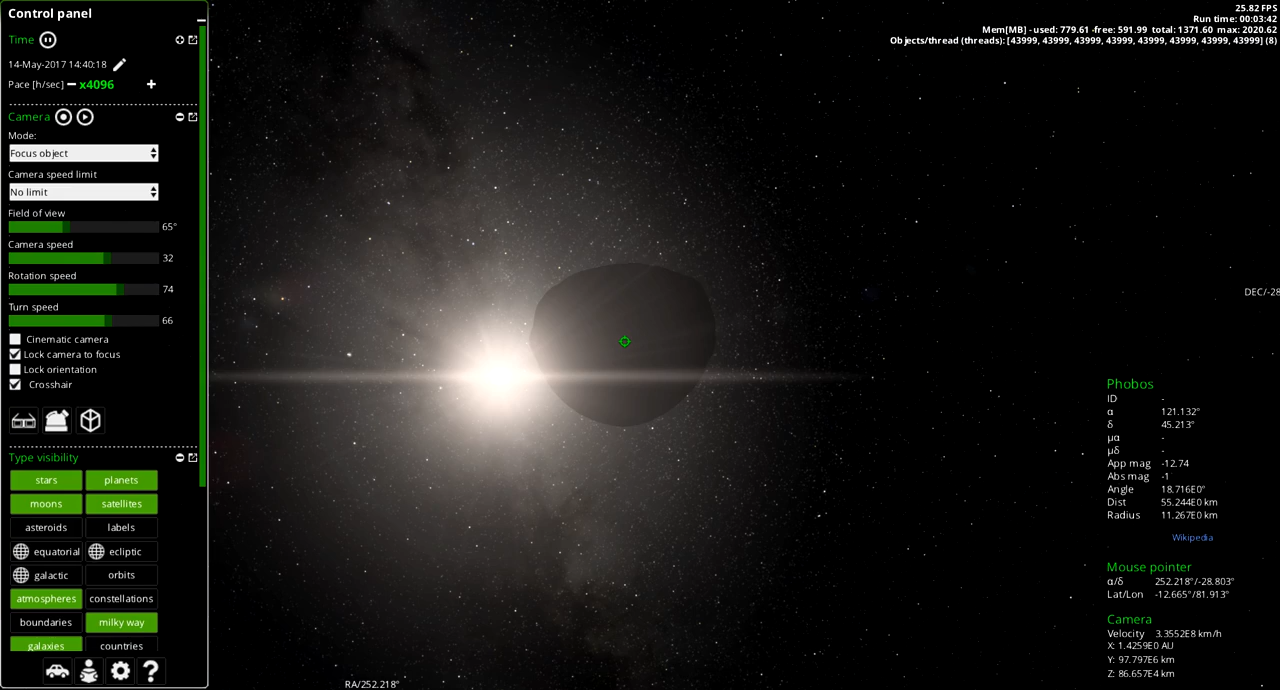 Control panel
Time
14-May-2017 14:40:18
Pace [h/sec] x4096
Camera
Mode:
Focus object
Camera speed limit
No limit
Field of view
65°
Camera speed
32
Rotation speed
74
Turn speed
66
Cinematic camera
Lock camera to focus
Lock orientation
Crosshair
Type visibility
stars planets
moons satellites
asteroids labels
equatorial ecliptic
galactic orbits
atmospheres constellations
boundaries milky way
galaxies countries
25.82 FPS
Run time: 00:03:42
Mem[MB] - used: 779.61 -free: 591.99 total: 1371.60 max: 2020.62
Objects/thread (threads): [43999, 43999, 43999, 43999, 43999, 43999, 43999, 43999] (8)
DEC/-28
Phobos
ID -
α 121.132°
δ 45.213°
μα -
μδ -
App mag -12.74
Abs mag -1
Angle 18.716E0°
Dist 55.244E0 km
Radius 11.267E0 km
Wikipedia
Mouse pointer
α/δ 252.218°/-28.803°
Lat/Lon -12.665°/81.913°
Camera
Velocity 3.3552E8 km/h
X: 1.4259E0 AU
Y: 97.797E6 km
Z: 86.657E4 km
RA/252.218°